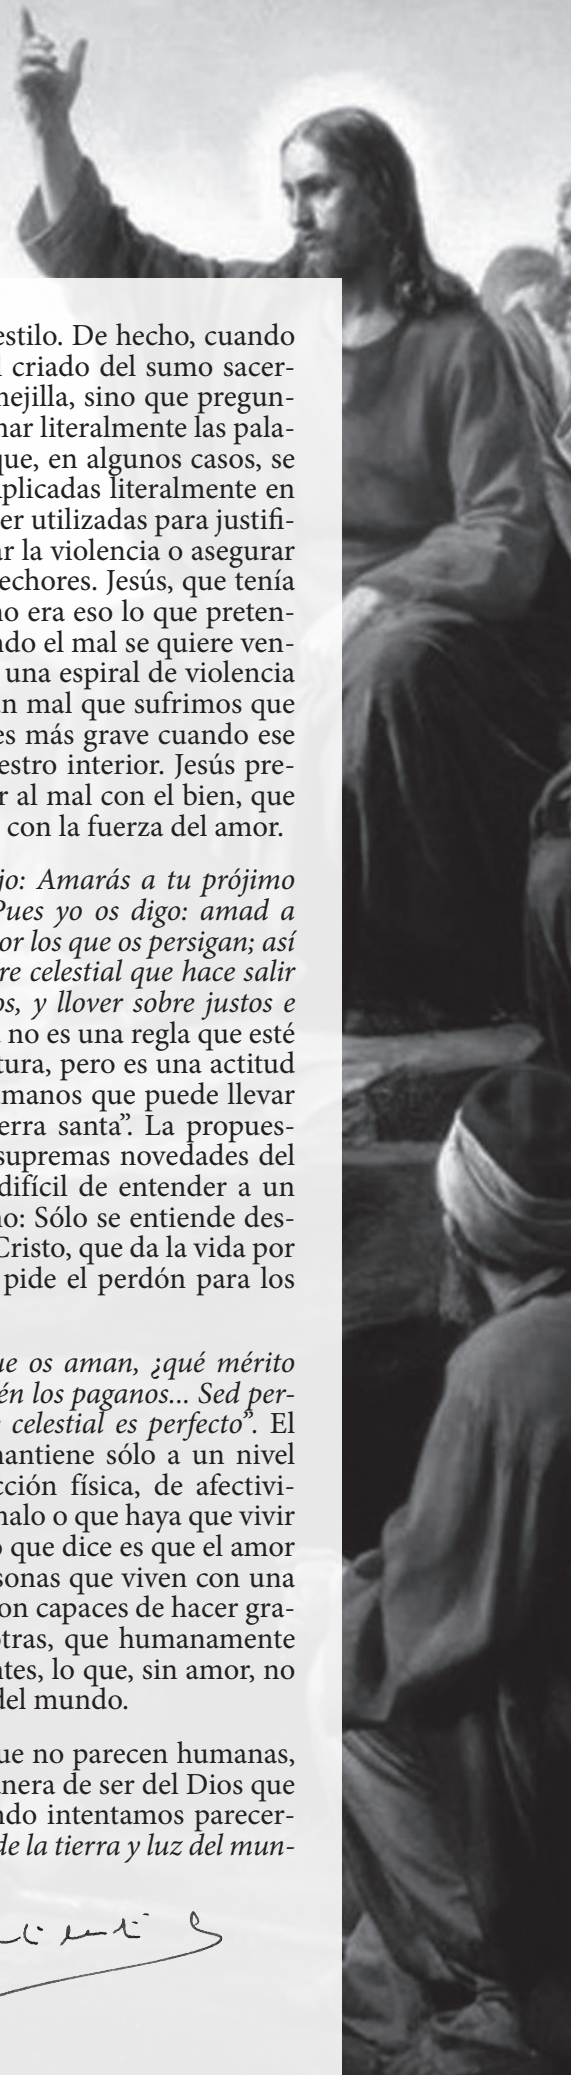 estilo. De hecho, cuando
l criado del sumo sacer-
nejilla, sino que pregun-
nar literalmente las pala-
que, en algunos casos, se
aplicadas literalmente en
er utilizadas para justifi-
ar la violencia o asegurar
echores. Jesús, que tenía
no era eso lo que preten-
ndo el mal se quiere ven-
una espiral de violencia
un mal que sufrimos que
es más grave cuando ese
estro interior. Jesús pre-
r al mal con el bien, que
con la fuerza del amor.
jo: Amarás a tu prójimo
Pues yo os digo: amad a
or los que os persigan; así
re celestial que hace salir
os, y llover sobre justos e
no es una regla que esté
tura, pero es una actitud
umanos que puede llevar
erra santa”. La propues-
supremas novedades del
difícil de entender a un
no: Sólo se entiende des-
Cristo, que da la vida por
pide el perdón para los
ue os aman, ¿qué mérito
én los paganos... Sed per-
celestial es perfecto”. El
mantiene sólo a un nivel
cción física, de afectivi-
nalo o que haya que vivir
o que dice es que el amor
sonas que viven con una
on capaces de hacer gra-
otras, que humanamente
ntes, lo que, sin amor, no
del mundo.
ue no parecen humanas,
nera de ser del Dios que
ndo intentamos parecer-
de la tierra y luz del mun-